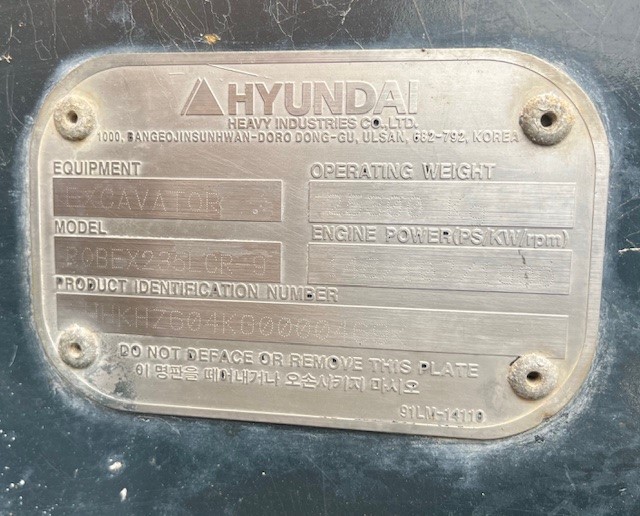 HYUNDAI
HEAVY INDUSTRIES CO., LTD.
1000, BANGEOJINSUNHWAN-DORO DONG-GU, ULSAN, 682-792, KOREA
EQUIPMENT
OPERATING WEIGHT
EXCAVATOR
MODEL
ENGINE POWER(PS/KW/rpm)
ROBEX235LCR-9
PRODUCT IDENTIFICATION NUMBER
DO NOT DEFACE OR REMOVE THIS PLATE
이 명판을 떼어내거나 오손시키지 마시오
91LM-14119